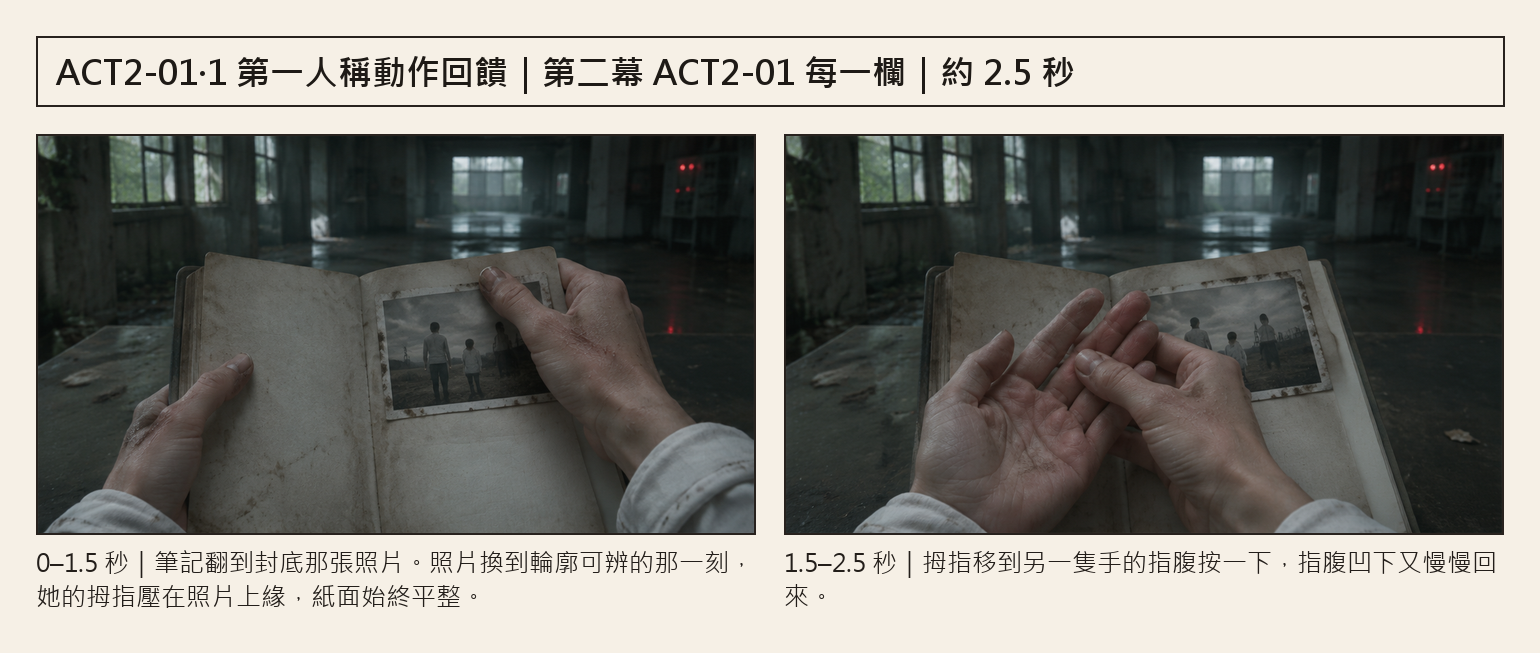 ACT2-01·1 第一人稱動作回饋｜第二幕 ACT2-01 每一欄｜約 2.5 秒
0–1.5 秒｜筆記翻到封底那張照片。照片換到輪廓可辨的那一刻，
她的拇指壓在照片上緣，紙面始終平整。
1.5–2.5 秒｜拇指移到另一隻手的指腹按一下，指腹凹下又慢慢回
來。